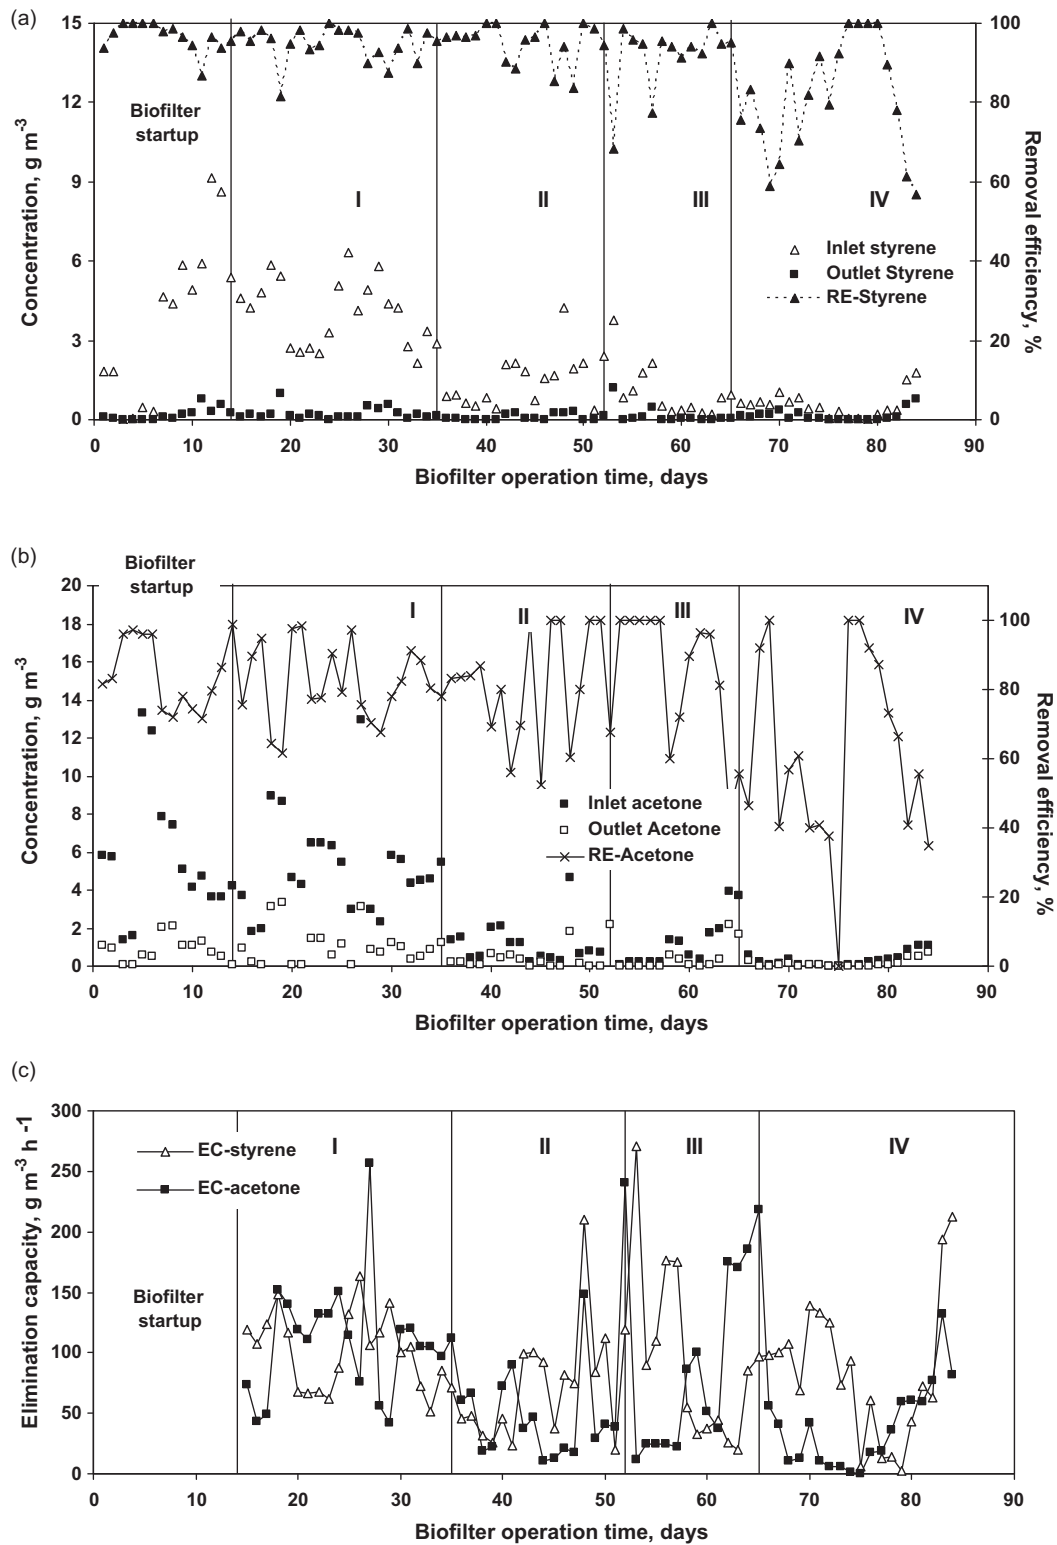 (a)
15
12
9
6
3
0
100
80
60
40
20
0
Concentration, g m-3
Removal efficiency, %
Biofilter
startup
I
II
III
IV
Inlet styrene
Outlet Styrene
RE-Styrene
0 10 20 30 40 50 60 70 80 90
Biofilter operation time, days
(b)
Biofilter
startup
20
18
16
14
12
10
8
6
4
2
0
100
80
60
40
20
0
Concentration, g m-3
Removal efficiency, %
I
II
III
IV
Inlet acetone
Outlet Acetone
RE-Acetone
0 10 20 30 40 50 60 70 80 90
Biofilter operation time, days
(c)
300
250
200
150
100
50
0
Elimination capacity, g m-3 h -1
EC-styrene
EC-acetone
I
II
III
IV
Biofilter
startup
0 10 20 30 40 50 60 70 80 90
Biofilter operation time, days